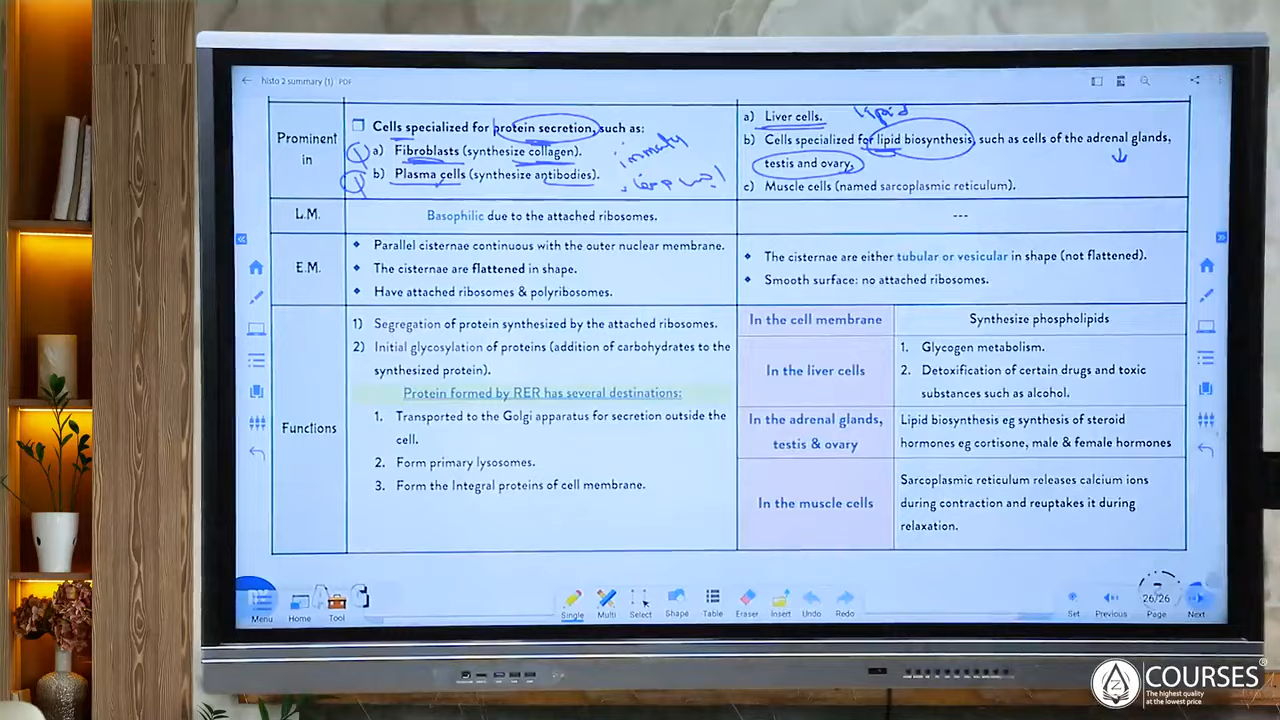 histo 2 summary (1) PDF
Prominent in
Cells specialized for protein secretion, such as:
a) Fibroblasts (synthesize collagen).
b) Plasma cells (synthesize antibodies).
a) Liver cells.
lipid
b) Cells specialized for lipid biosynthesis, such as cells of the adrenal glands,
testis and ovary,
c) Muscle cells (named sarcoplasmic reticulum).
L.M.
Basophilic due to the attached ribosomes.
---
E.M.
Parallel cisternae continuous with the outer nuclear membrane.
The cisternae are flattened in shape.
Have attached ribosomes & polyribosomes.
The cisternae are either tubular or vesicular in shape (not flattened).
Smooth surface: no attached ribosomes.
Functions
1) Segregation of protein synthesized by the attached ribosomes.
2) Initial glycosylation of proteins (addition of carbohydrates to the
synthesized protein).
Protein formed by RER has several destinations:
1. Transported to the Golgi apparatus for secretion outside the
cell.
2. Form primary lysosomes.
3. Form the Integral proteins of cell membrane.
In the cell membrane
Synthesize phospholipids
In the liver cells
1. Glycogen metabolism.
2. Detoxification of certain drugs and toxic
substances such as alcohol.
In the adrenal glands,
testis & ovary
Lipid biosynthesis eg synthesis of steroid
hormones eg cortisone, male & female hormones
In the muscle cells
Sarcoplasmic reticulum releases calcium ions
during contraction and reuptakes it during
relaxation.
Menu Home Tool Single Multi Select Shape Table Eraser Insert Undo Redo Set Previous Page Next
26/26
COURSES®
The highest quality
at the lowest price